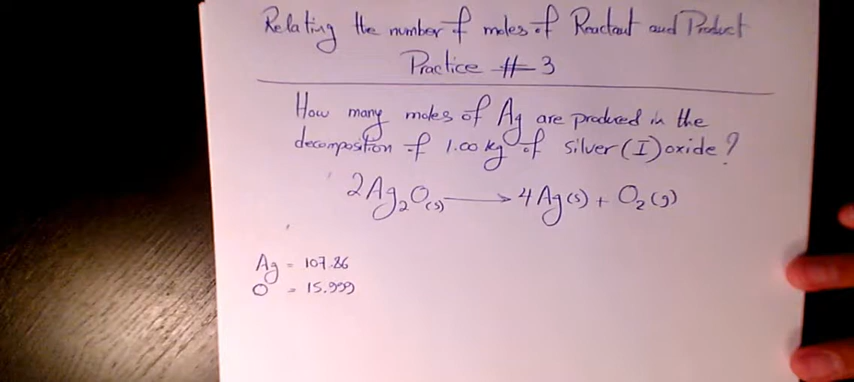 Relating the number of moles of Reactant and Product
Practice # 3
How many moles of Ag are produced in the
decomposition of 1.00 kg of silver (I) oxide?
2Ag₂O(s) → 4Ag(s) + O₂(g)
Ag = 107.86
O = 15.999